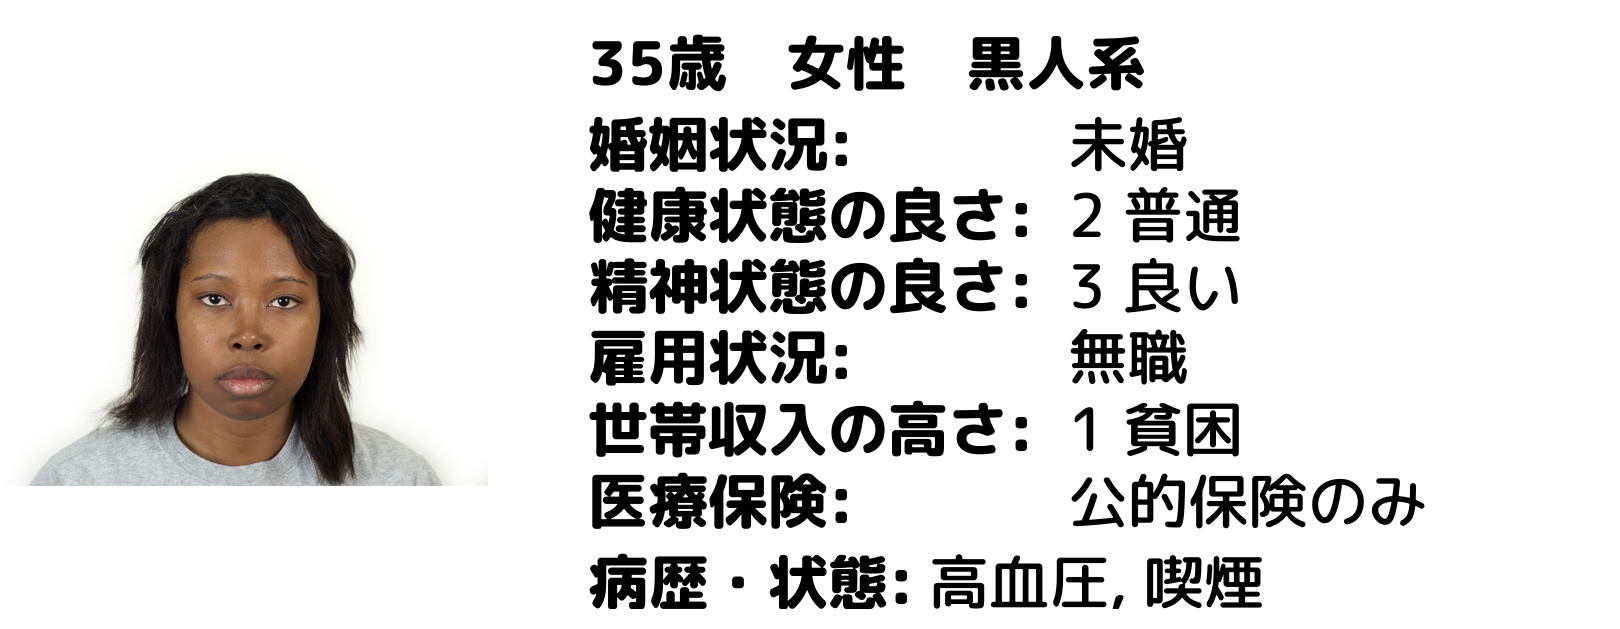 35歳　女性　黒人系
婚姻状況: 未婚
健康状態の良さ: 2 普通
精神状態の良さ: 3 良い
雇用状況: 無職
世帯収入の高さ: 1 貧困
医療保険: 公的保険のみ
病歴・状態: 高血圧, 喫煙